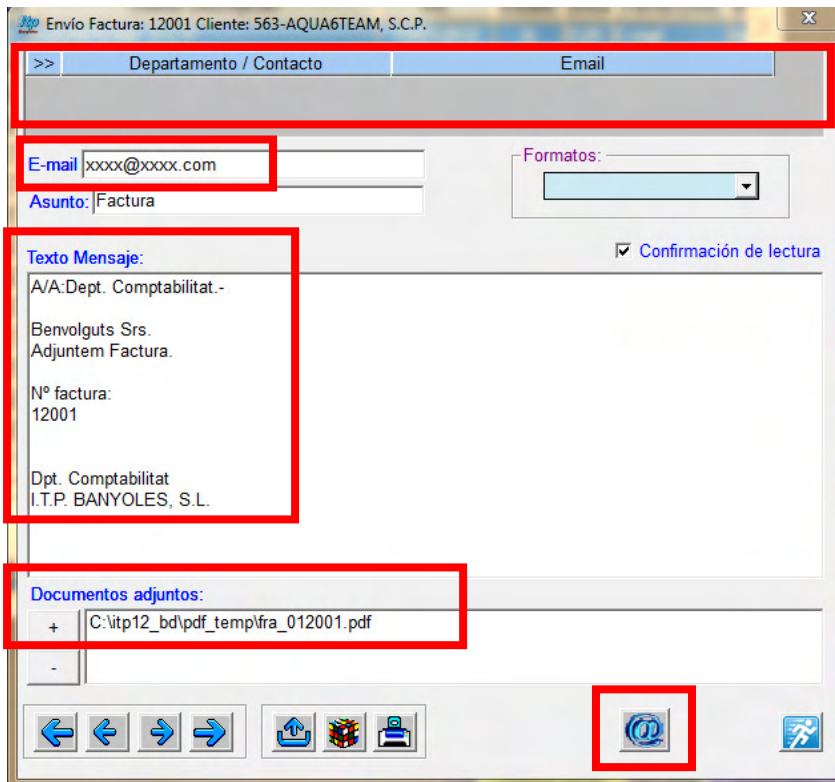 Envío Factura: 12001 Cliente: 563-AQUA6TEAM, S.C.P.
>> Departamento / Contacto Email
E-mail xxxx@xxxx.com
Formatos:
Asunto: Factura
Texto Mensaje:
Confirmación de lectura
A/A:Dept. Comptabilitat.-
Benvolguts Srs.
Adjuntem Factura.
Nº factura:
12001
Dpt. Comptabilitat
I.T.P. BANYOLES, S.L.
Documentos adjuntos:
+ C:\itp12_bd\pdf_temp\fra_012001.pdf
-
@